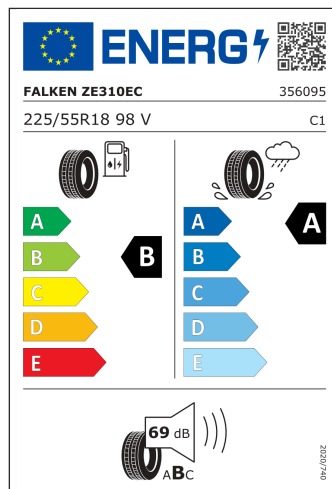 ENERG
FALKEN ZE310EC 356095
225/55R18 98 V C1
A A A
B B B
C C
D D
E E
69 dB
ABC
2020/740